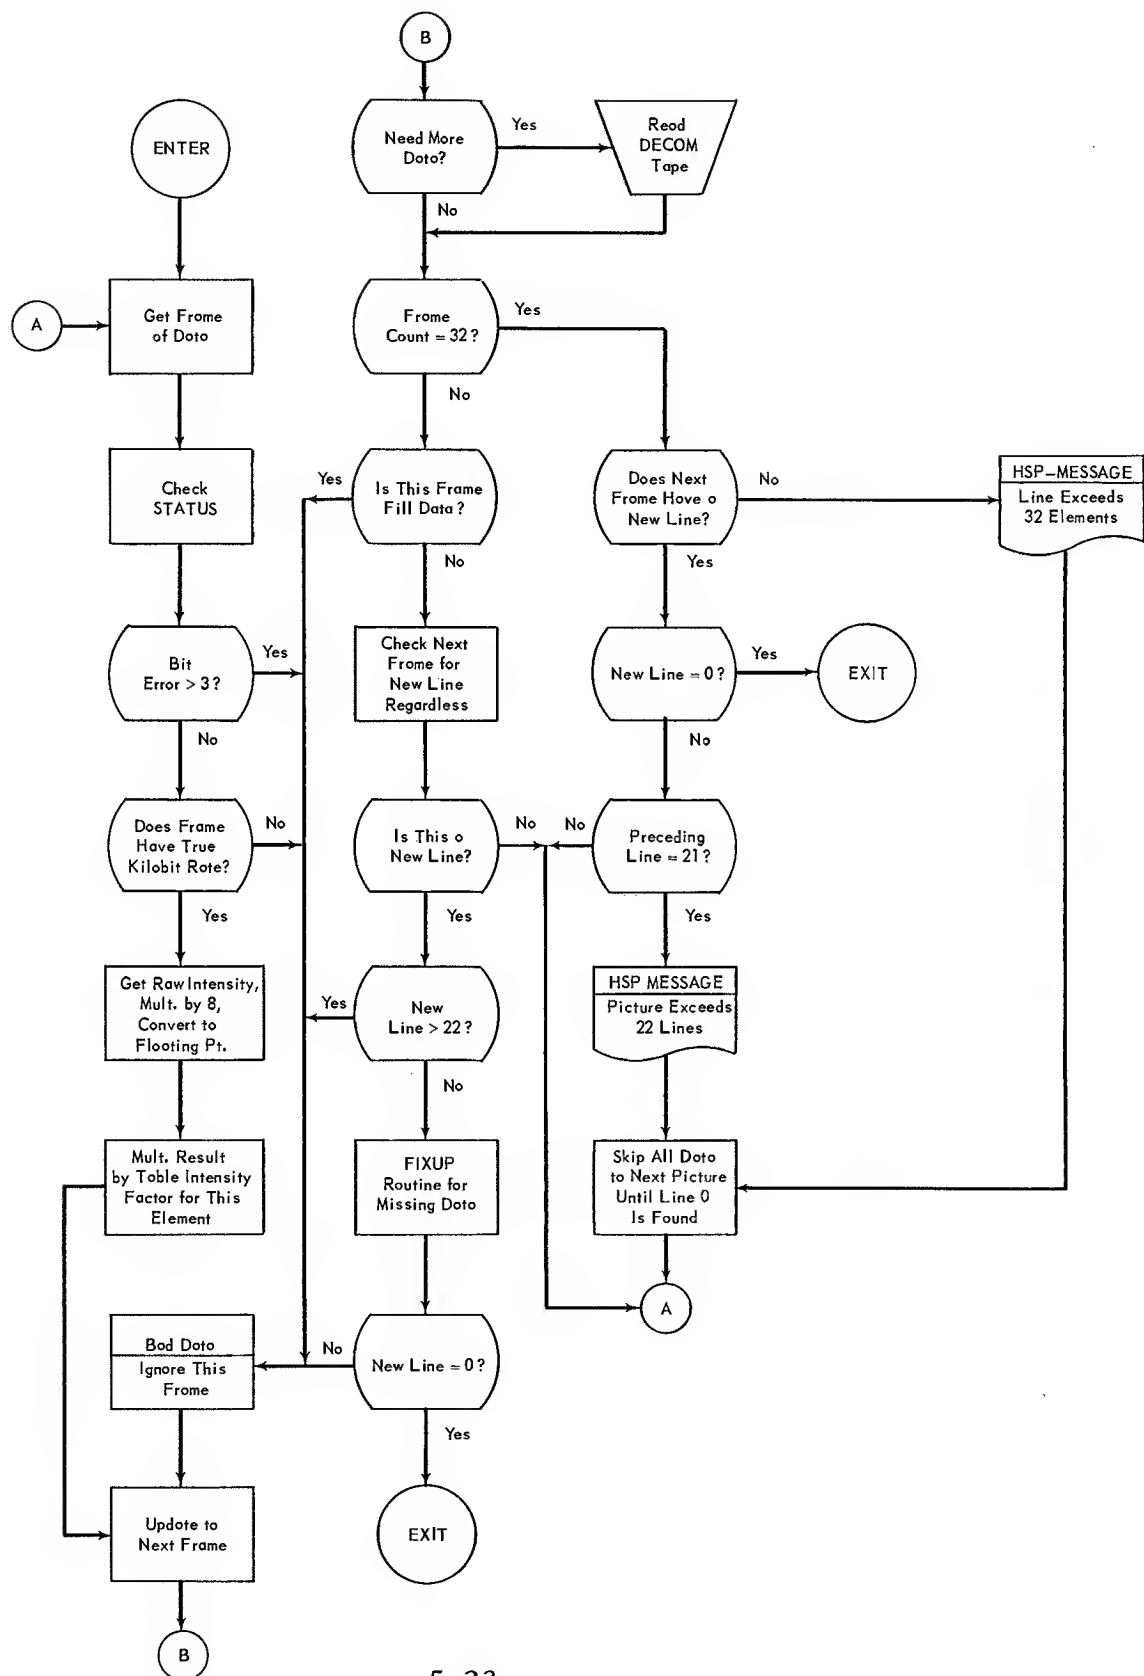 B
Need More
Doto?
Yes
No
Reod
DECOM
Tape
ENTER
A
Get Frome
of Doto
Frome
Count = 32?
Yes
No
Check
STATUS
Yes
Is This Frame
Fill Data?
No
Does Next
Frome Hove o
New Line?
No
Yes
HSP–MESSAGE
Line Exceeds
32 Elements
Bit
Error > 3?
Yes
No
Check Next
Frome for
New Line
Regardless
New Line = 0?
Yes
No
EXIT
Does Frame
Have True
Kilobit Rote?
No
Yes
Is This o
New Line?
No
Yes
No
Preceding
Line = 21?
Yes
Get Raw Intensity,
Mult. by 8,
Convert to
Flooting Pt.
Yes
New
Line > 22?
No
HSP MESSAGE
Picture Exceeds
22 Lines
Mult. Result
by Toble Intensity
Factor for This
Element
FIXUP
Routine for
Missing Doto
Skip All Doto
to Next Picture
Until Line 0
Is Found
A
Bod Doto
Ignore This
Frome
No
New Line = 0?
Yes
Updote to
Next Frame
EXIT
B